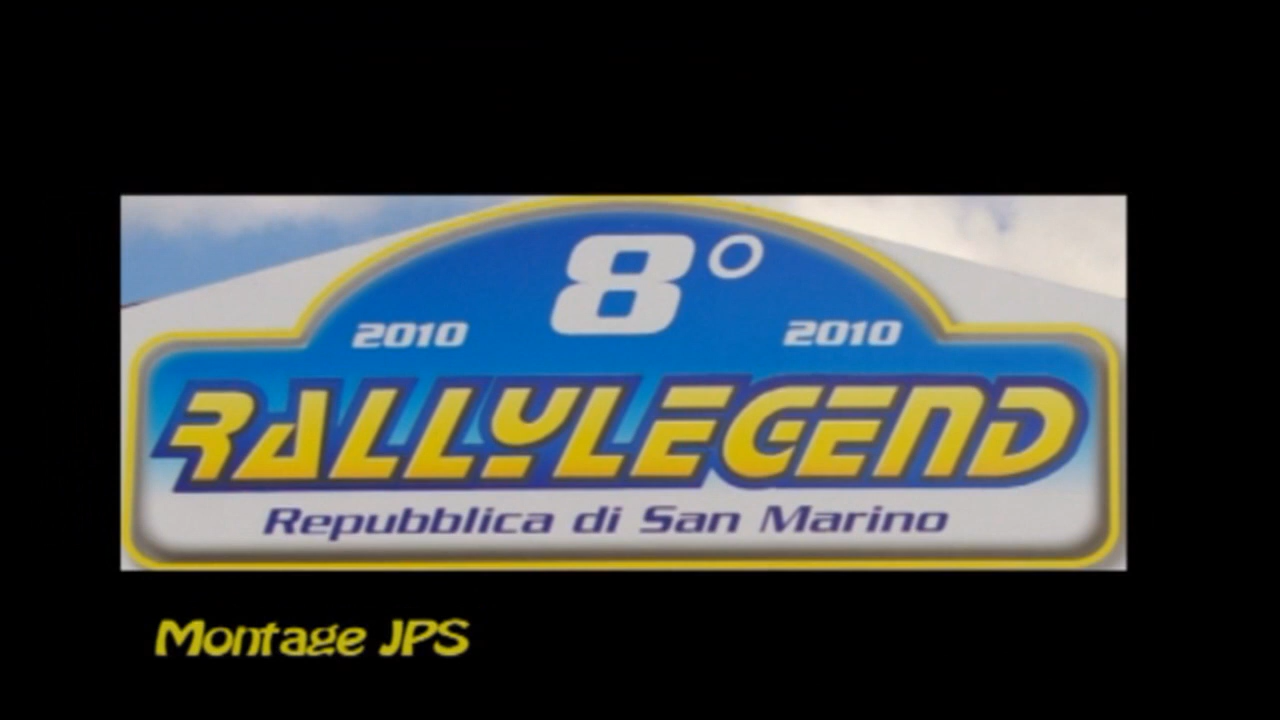 8°
2010 2010
RALLYLEGEND
Repubblica di San Marino
Montage JPS